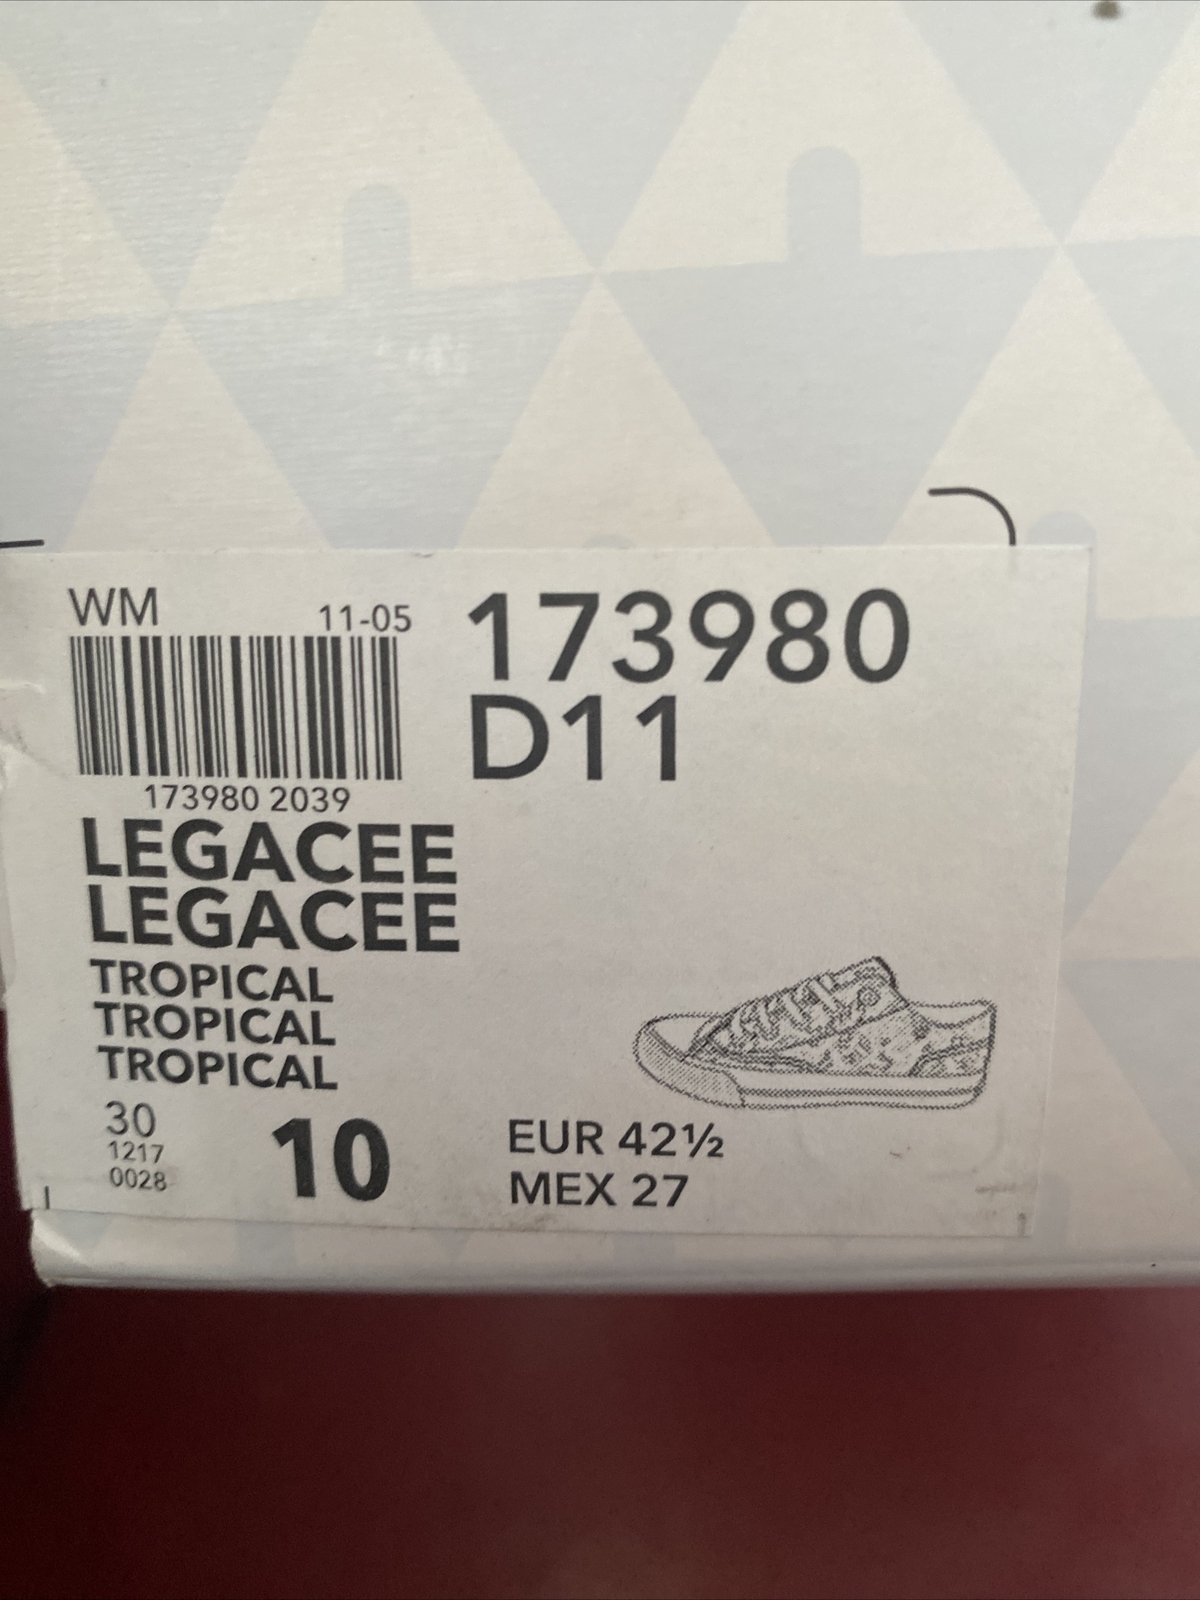 WM 11-05
173980
D11
173980 2039
LEGACEE
LEGACEE
TROPICAL
TROPICAL
TROPICAL
30
1217
0028
10
EUR 42½
MEX 27